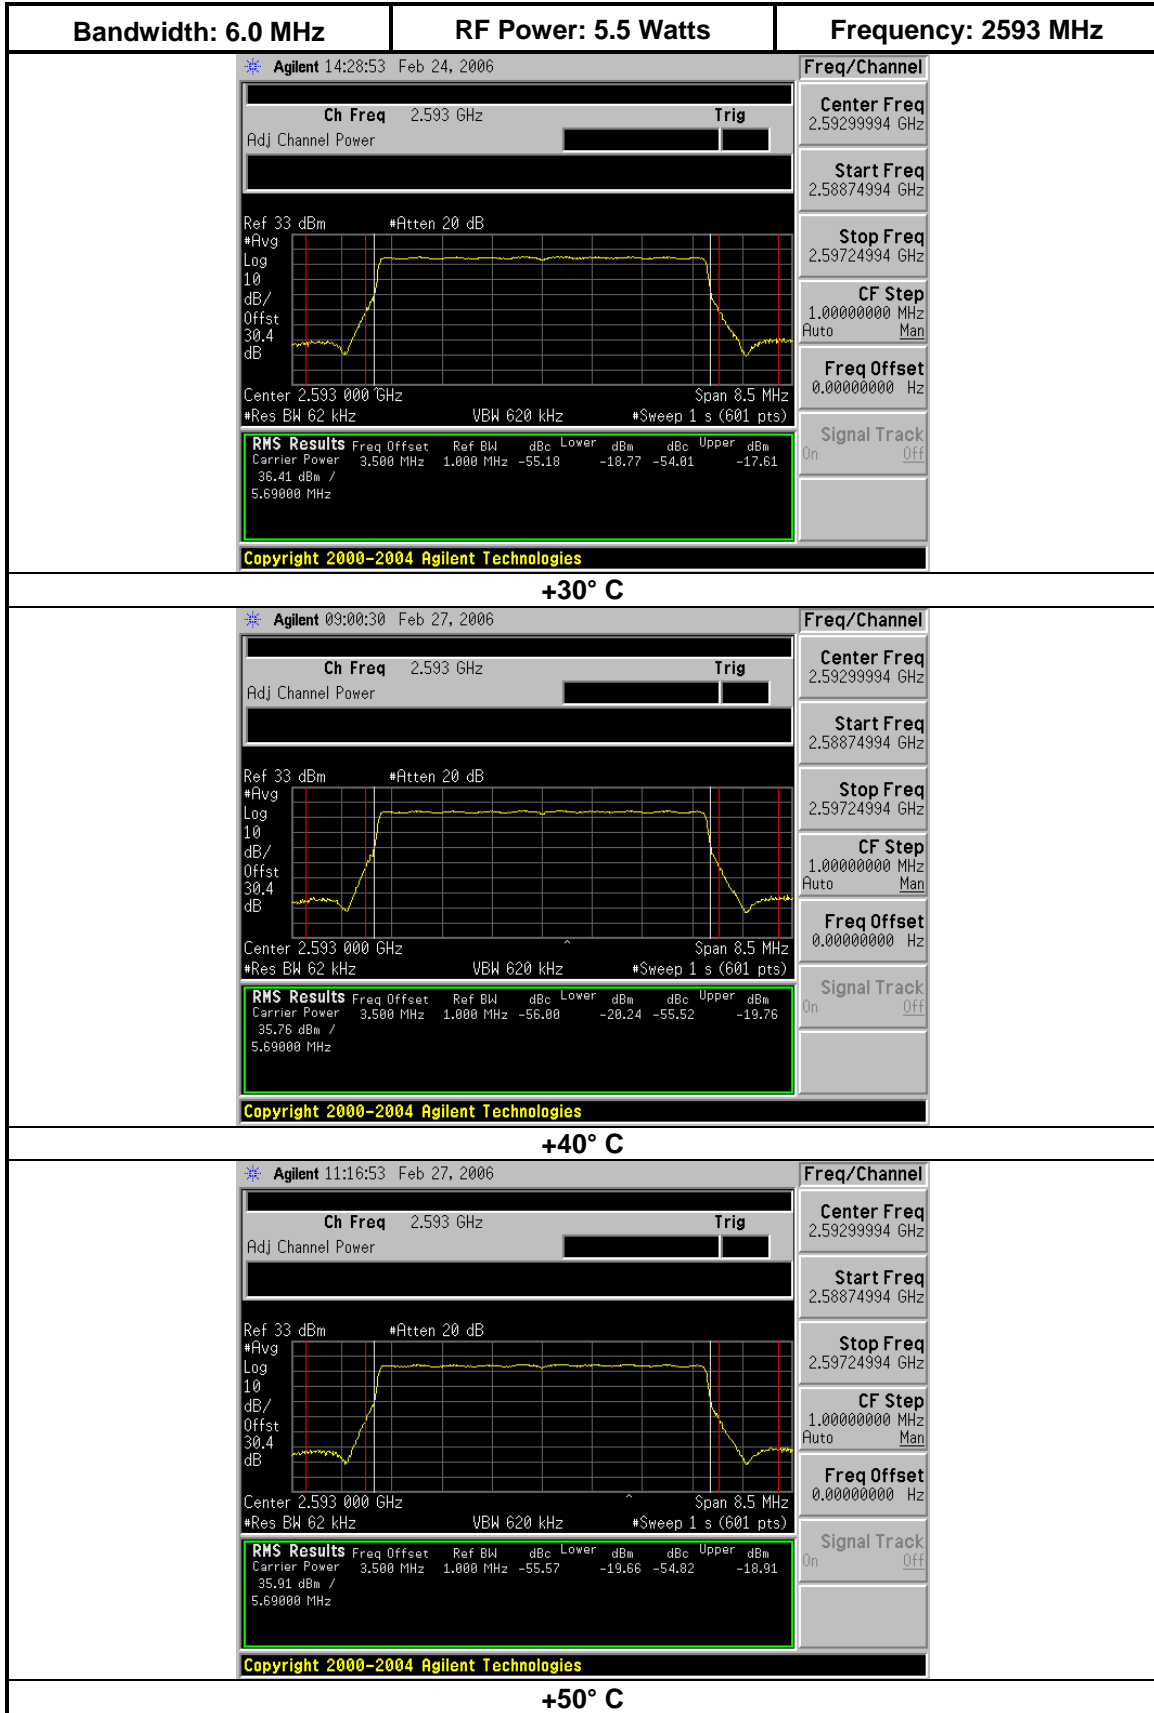 Bandwidth: 6.0 MHz RF Power: 5.5 Watts Frequency: 2593 MHz
Agilent 14:28:53 Feb 24, 2006 Freq/Channel
Ch Freq 2.593 GHz Trig
Adj Channel Power
Center Freq
2.59299994 GHz
Start Freq
2.58874994 GHz
Stop Freq
2.59724994 GHz
CF Step
1.00000000 MHz
Auto Man
Freq Offset
0.00000000 Hz
Signal Track
On Off
Ref 33 dBm #Atten 20 dB
#Avg
Log
10
dB/
Offst
30.4
dB
Center 2.593 000 GHz Span 8.5 MHz
#Res BW 62 kHz VBW 620 kHz #Sweep 1 s (601 pts)
RMS Results Freq Offset Ref BW dBc Lower dBm dBc Upper dBm
Carrier Power 3.500 MHz 1.000 MHz -55.18 -18.77 -54.01 -17.61
36.41 dBm /
5.69000 MHz
Copyright 2000-2004 Agilent Technologies
+30° C
Agilent 09:00:30 Feb 27, 2006 Freq/Channel
Ch Freq 2.593 GHz Trig
Adj Channel Power
Center Freq
2.59299994 GHz
Start Freq
2.58874994 GHz
Stop Freq
2.59724994 GHz
CF Step
1.00000000 MHz
Auto Man
Freq Offset
0.00000000 Hz
Signal Track
On Off
Ref 33 dBm #Atten 20 dB
#Avg
Log
10
dB/
Offst
30.4
dB
Center 2.593 000 GHz ^ Span 8.5 MHz
#Res BW 62 kHz VBW 620 kHz #Sweep 1 s (601 pts)
RMS Results Freq Offset Ref BW dBc Lower dBm dBc Upper dBm
Carrier Power 3.500 MHz 1.000 MHz -56.00 -20.24 -55.52 -19.76
35.76 dBm /
5.69000 MHz
Copyright 2000-2004 Agilent Technologies
+40° C
Agilent 11:16:53 Feb 27, 2006 Freq/Channel
Ch Freq 2.593 GHz Trig
Adj Channel Power
Center Freq
2.59299994 GHz
Start Freq
2.58874994 GHz
Stop Freq
2.59724994 GHz
CF Step
1.00000000 MHz
Auto Man
Freq Offset
0.00000000 Hz
Signal Track
On Off
Ref 33 dBm #Atten 20 dB
#Avg
Log
10
dB/
Offst
30.4
dB
Center 2.593 000 GHz ^ Span 8.5 MHz
#Res BW 62 kHz VBW 620 kHz #Sweep 1 s (601 pts)
RMS Results Freq Offset Ref BW dBc Lower dBm dBc Upper dBm
Carrier Power 3.500 MHz 1.000 MHz -55.57 -19.66 -54.82 -18.91
35.91 dBm /
5.69000 MHz
Copyright 2000-2004 Agilent Technologies
+50° C